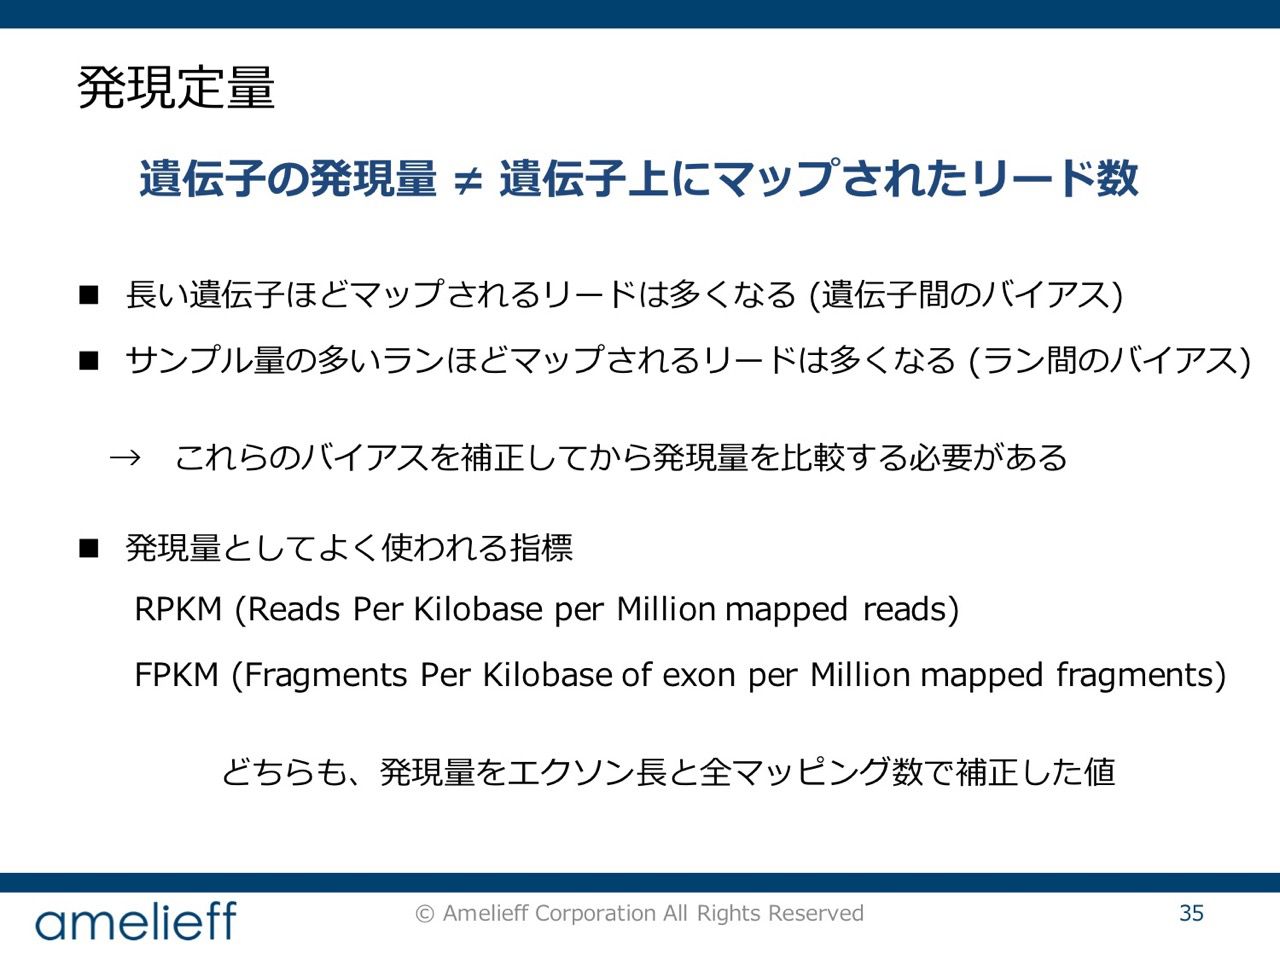 発現定量
遺伝子の発現量 ≠ 遺伝子上にマップされたリード数
■ 長い遺伝子ほどマップされるリードは多くなる (遺伝子間のバイアス)
■ サンプル量の多いランほどマップされるリードは多くなる (ラン間のバイアス)
→ これらのバイアスを補正してから発現量を比較する必要がある
■ 発現量としてよく使われる指標
RPKM (Reads Per Kilobase per Million mapped reads)
FPKM (Fragments Per Kilobase of exon per Million mapped fragments)
どちらも、発現量をエクソン長と全マッピング数で補正した値
amelieff
© Amelieff Corporation All Rights Reserved
35